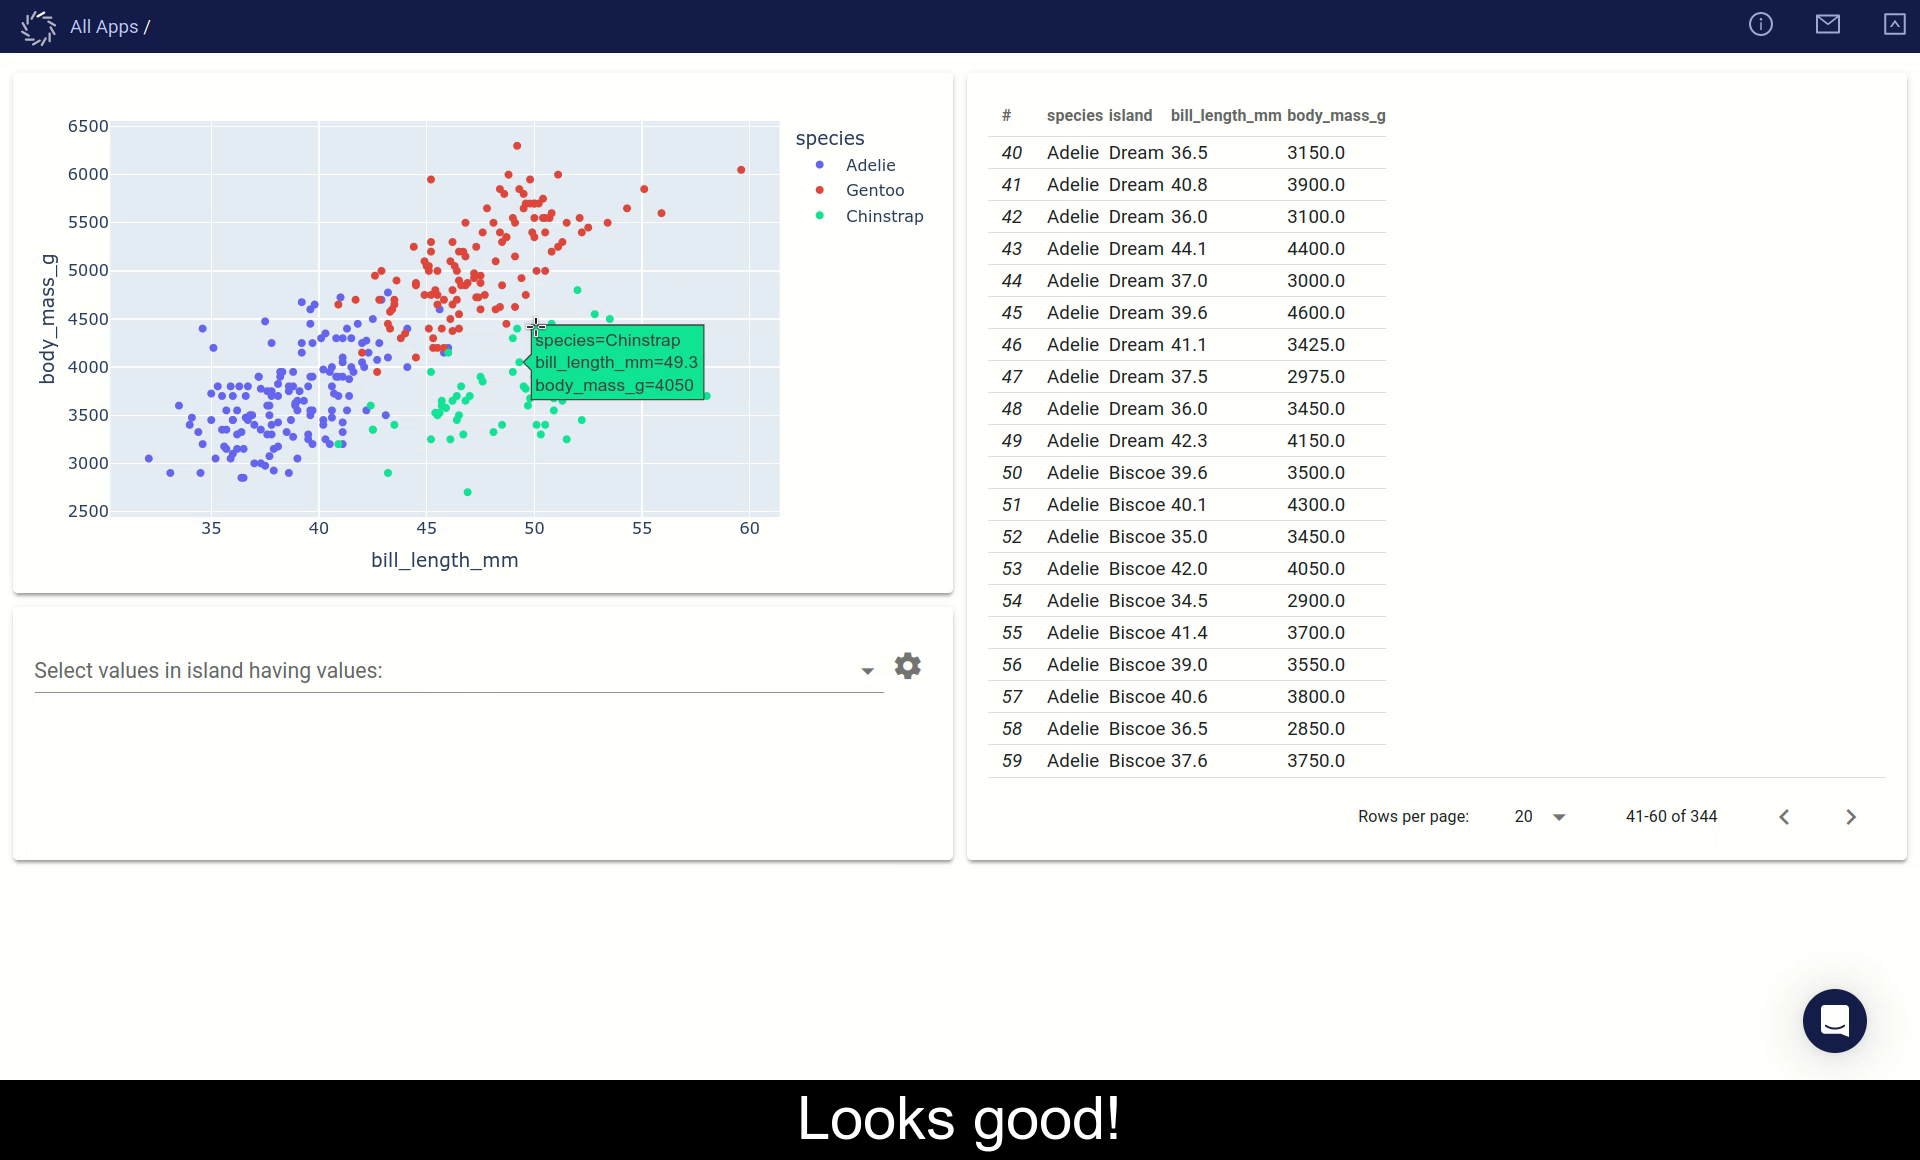 All Apps /
6500
6000
5500
5000
4500
4000
3500
3000
2500
body_mass_g
35 40 45 50 55 60
bill_length_mm
species
Adelie
Gentoo
Chinstrap
species=Chinstrap
bill_length_mm=49.3
body_mass_g=4050
Select values in island having values:
# species island bill_length_mm body_mass_g
40 Adelie Dream 36.5 3150.0
41 Adelie Dream 40.8 3900.0
42 Adelie Dream 36.0 3100.0
43 Adelie Dream 44.1 4400.0
44 Adelie Dream 37.0 3000.0
45 Adelie Dream 39.6 4600.0
46 Adelie Dream 41.1 3425.0
47 Adelie Dream 37.5 2975.0
48 Adelie Dream 36.0 3450.0
49 Adelie Dream 42.3 4150.0
50 Adelie Biscoe 39.6 3500.0
51 Adelie Biscoe 40.1 4300.0
52 Adelie Biscoe 35.0 3450.0
53 Adelie Biscoe 42.0 4050.0
54 Adelie Biscoe 34.5 2900.0
55 Adelie Biscoe 41.4 3700.0
56 Adelie Biscoe 39.0 3550.0
57 Adelie Biscoe 40.6 3800.0
58 Adelie Biscoe 36.5 2850.0
59 Adelie Biscoe 37.6 3750.0
Rows per page: 20 41-60 of 344
Looks good!